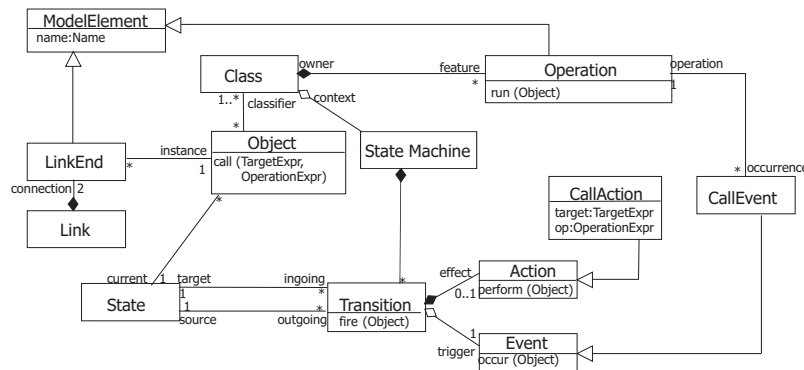 ModelElement
name:Name
Class
owner
feature
*
Operation
run (Object)
operation
1
1..*
classifier
context
*
LinkEnd
*
instance
1
Object
call (TargetExpr,
OperationExpr)
State Machine
connection
2
Link
*
CallAction
target:TargetExpr
op:OperationExpr
*
occurrence
CallEvent
current
1
target
1
ingoing
*
*
State
1
source
*
outgoing
Transition
fire (Object)
effect
0..1
Action
perform (Object)
1
trigger
Event
occur (Object)